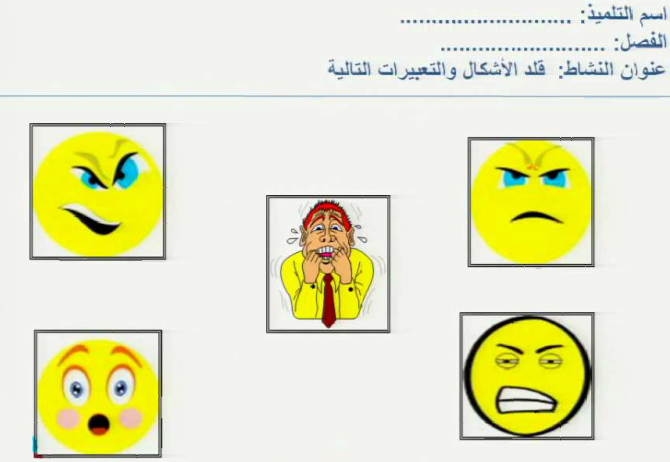 اسم التلميذ: ............................
الفصل: ...........................
عنوان النشاط: قلد الأشكال والتعبيرات التالية